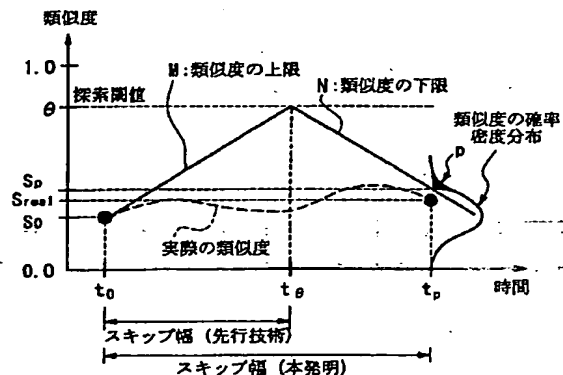 類似度
1.0
M:類似度の上限
N:類似度の下限
探索閾値
θ
類似度の確率
密度分布
p
Sp
Sreal
S0
実際の類似度
0.0
t0
tθ
tp
時間
スキップ幅(先行技術)
スキップ幅(本発明)